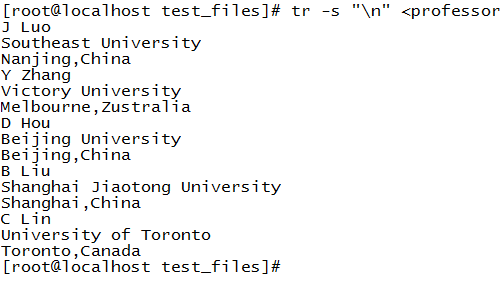 [root@localhost test_files]# tr -s "\n" <professor
J Luo
Southeast University
Nanjing,China
Y Zhang
Victory University
Melbourne,Zustralia
D Hou
Beijing University
Beijing,China
B Liu
Shanghai Jiaotong University
Shanghai,China
C Lin
University of Toronto
Toronto,Canada
[root@localhost test_files]#